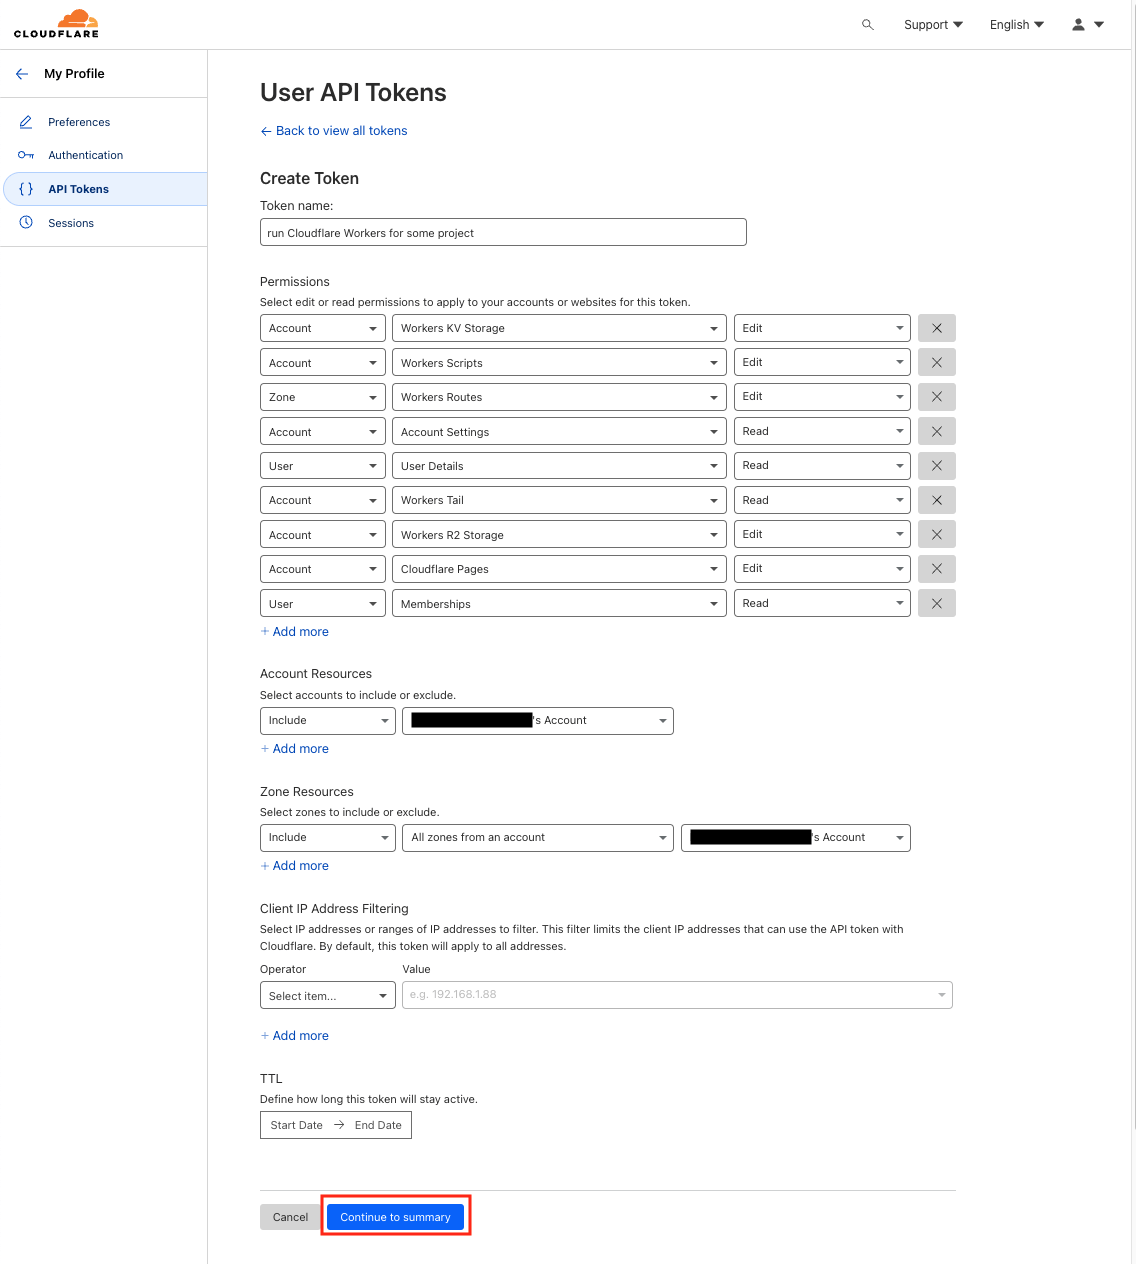 CLOUDFLARE
Support
English
My Profile
Preferences
Authentication
API Tokens
Sessions
User API Tokens
← Back to view all tokens
Create Token
Token name:
run Cloudflare Workers for some project
Permissions
Select edit or read permissions to apply to your accounts or websites for this token.
Account Workers KV Storage Edit
Account Workers Scripts Edit
Zone Workers Routes Edit
Account Account Settings Read
User User Details Read
Account Workers Tail Read
Account Workers R2 Storage Edit
Account Cloudflare Pages Edit
User Memberships Read
+ Add more
Account Resources
Select accounts to include or exclude.
Include 's Account
+ Add more
Zone Resources
Select zones to include or exclude.
Include All zones from an account 's Account
+ Add more
Client IP Address Filtering
Select IP addresses or ranges of IP addresses to filter. This filter limits the client IP addresses that can use the API token with
Cloudflare. By default, this token will apply to all addresses.
Operator Value
Select item... e.g. 192.168.1.88
+ Add more
TTL
Define how long this token will stay active.
Start Date → End Date
Cancel Continue to summary